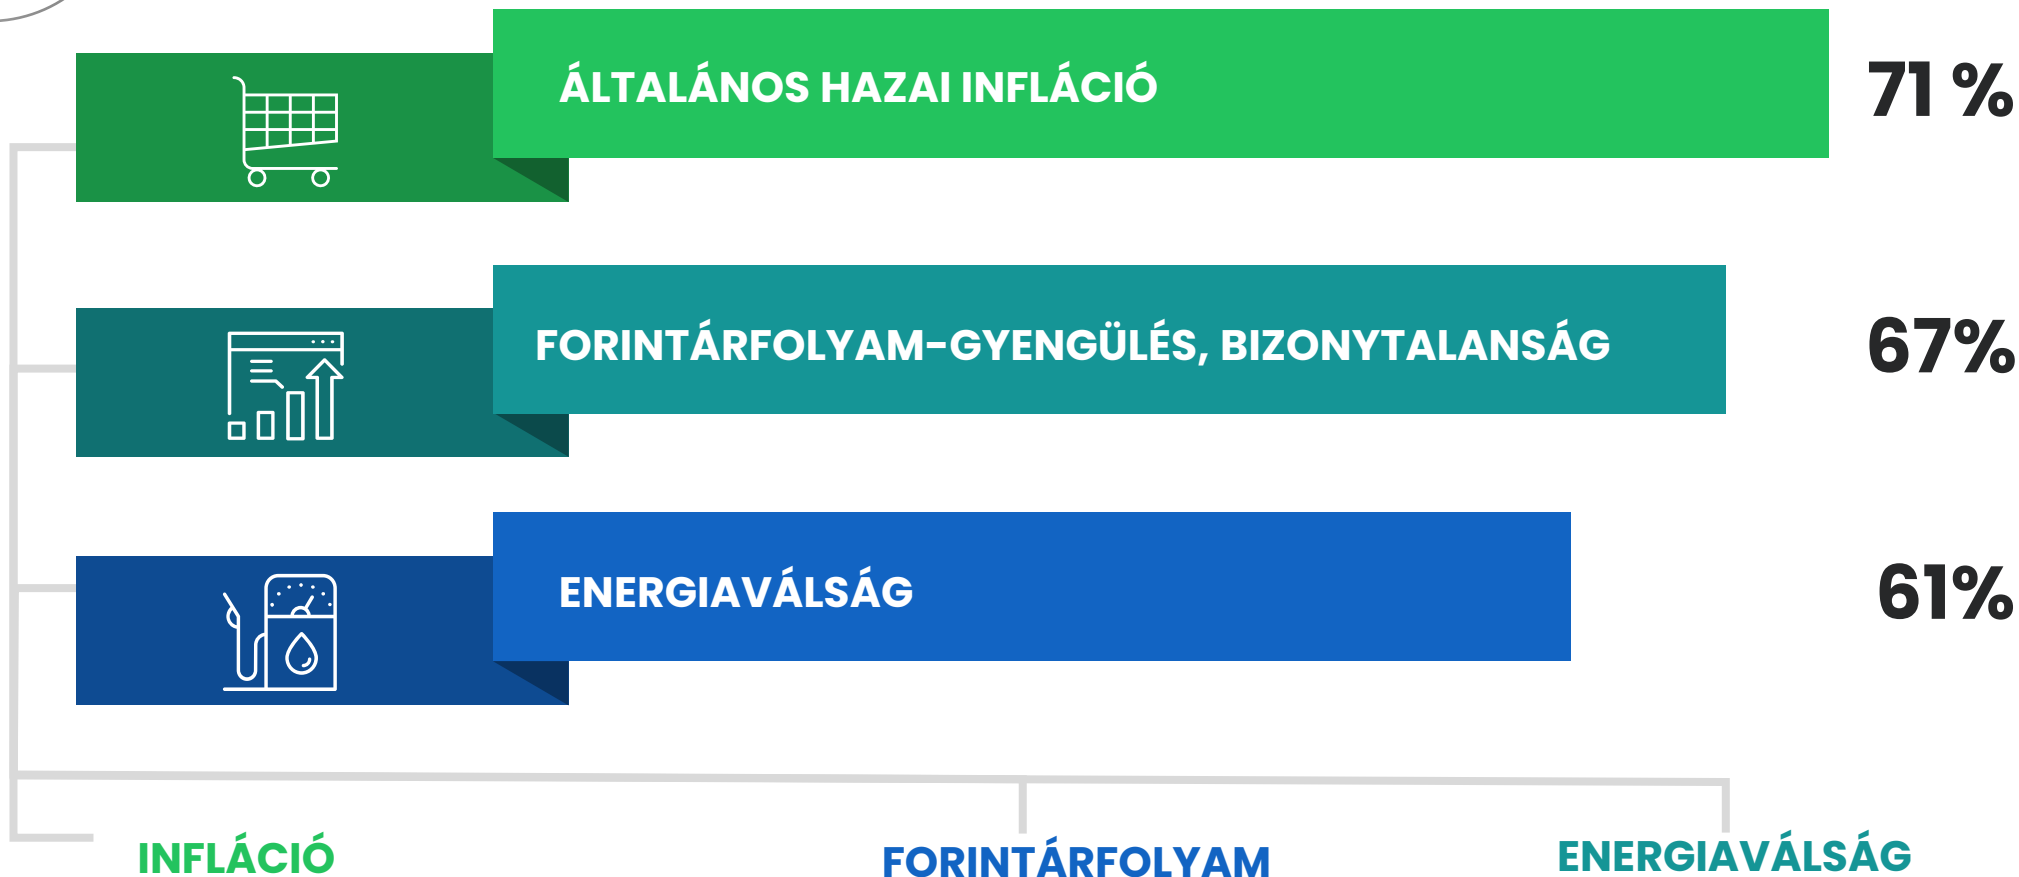 ÁLTALÁNOS HAZAI INFLÁCIÓ 71 %
FORINTÁRFOLYAM-GYENGÜLÉS, BIZONYTALANSÁG 67%
ENERGIAVÁLSÁG 61%
INFLÁCIÓ FORINTÁRFOLYAM ENERGIAVÁLSÁG